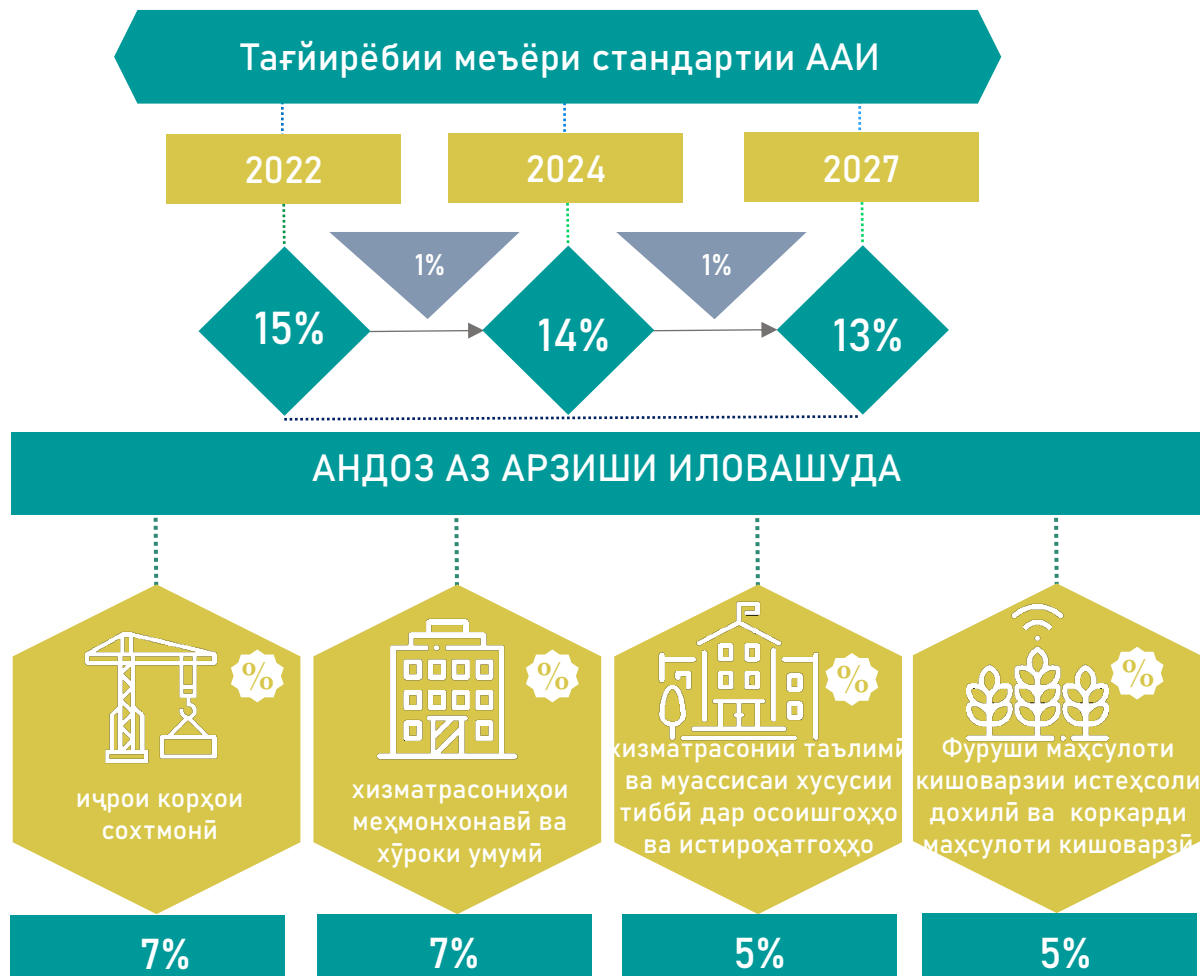 Тағйирёбии меъёри стандартии ААИ
2022
2024
2027
1%
1%
15%
14%
13%
АНДОЗ АЗ АРЗИШИ ИЛОВАШУДА
%
иҷрои корҳои
сохтмонӣ
7%
%
хизматрасониҳои
меҳмонхонавӣ ва
хӯроки умумӣ
7%
%
хизматрасонии таълимӣ
ва муассисаи хусусии
тиббӣ дар осоишгоҳҳо
ва истироҳатгоҳҳо
5%
%
Фуруши маҳсулоти
кишоварзии истеҳсоли
дохилӣ ва коркарди
маҳсулоти кишоварзӣ
5%